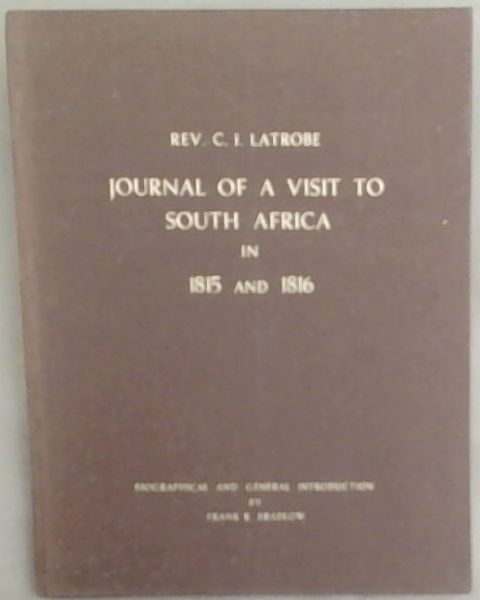 REV. C. I. LATROBE
JOURNAL OF A VISIT TO
SOUTH AFRICA
IN
1815 AND 1816
BIOGRAPHICAL AND GENERAL INTRODUCTION
BY
FRANK R. BRADLOW